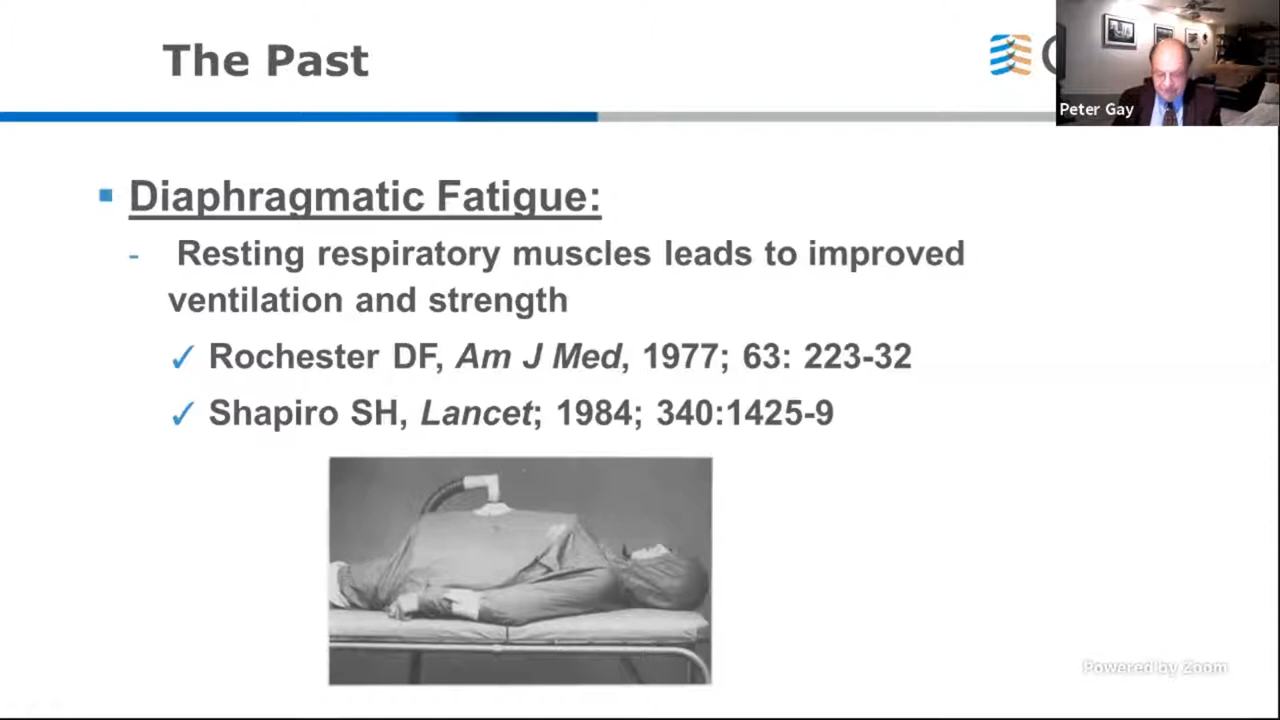 The Past
Peter Gay
Diaphragmatic Fatigue:
- Resting respiratory muscles leads to improved
ventilation and strength
✓ Rochester DF, Am J Med, 1977; 63: 223-32
✓ Shapiro SH, Lancet; 1984; 340:1425-9
Powered by Zoom